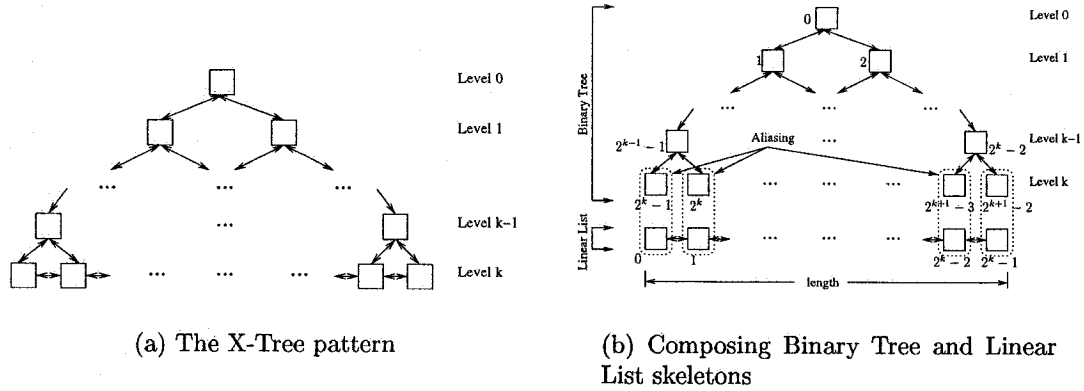 Level 0
Level 1
...
...
...
Level k-1
...
Level k
...
...
...
(a) The X-Tree pattern
Binary Tree
Linear List
0
Level 0
1
2
Level 1
...
...
...
2^{k-1} − 1
Aliasing
...
2^k − 2
Level k-1
...
...
...
Level k
2^k − 1
2^k
2^{k+1} − 3
2^{k+1} − 2
...
...
...
0
1
2^k − 2
2^k − 1
length
(b) Composing Binary Tree and Linear
List skeletons